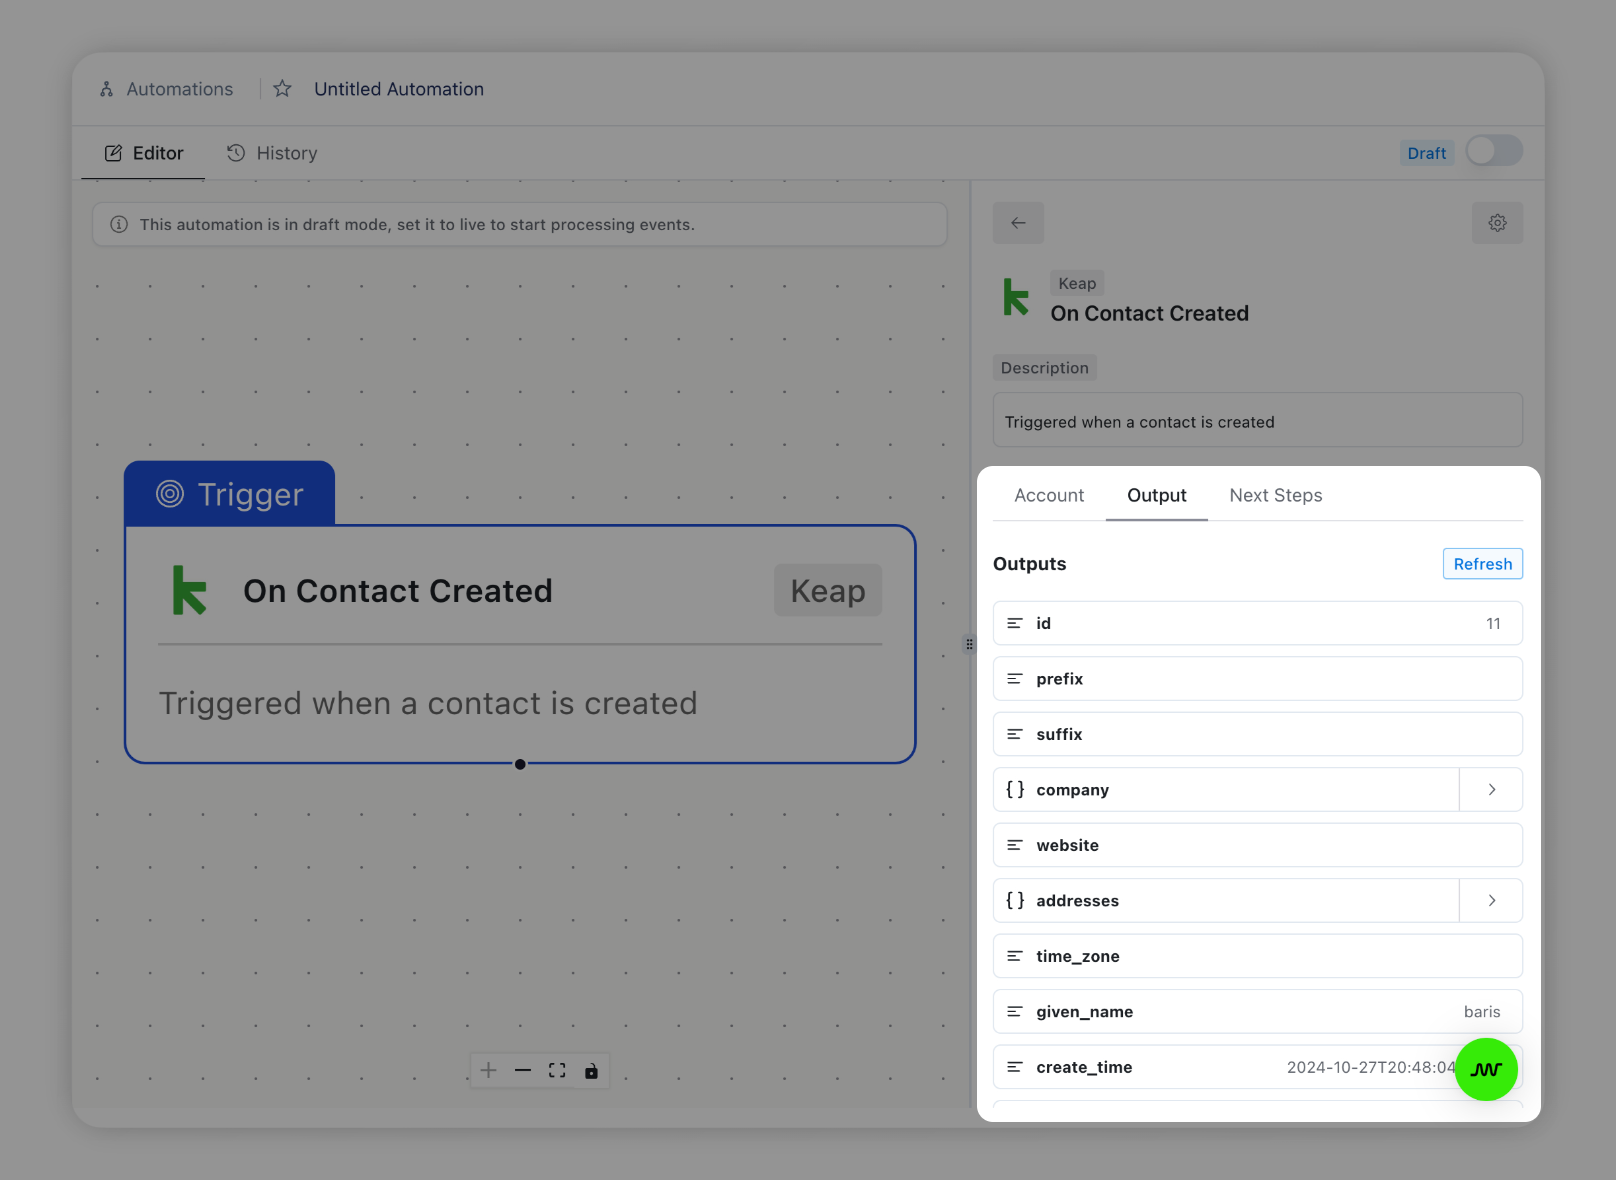 Automations
Untitled Automation
Editor
History
Draft
This automation is in draft mode, set it to live to start processing events.
Trigger
On Contact Created
Keap
Triggered when a contact is created
Keap
On Contact Created
Description
Triggered when a contact is created
Account
Output
Next Steps
Outputs
Refresh
id 11
prefix
suffix
{} company
website
{} addresses
time_zone
given_name baris
create_time 2024-10-27T20:48:04